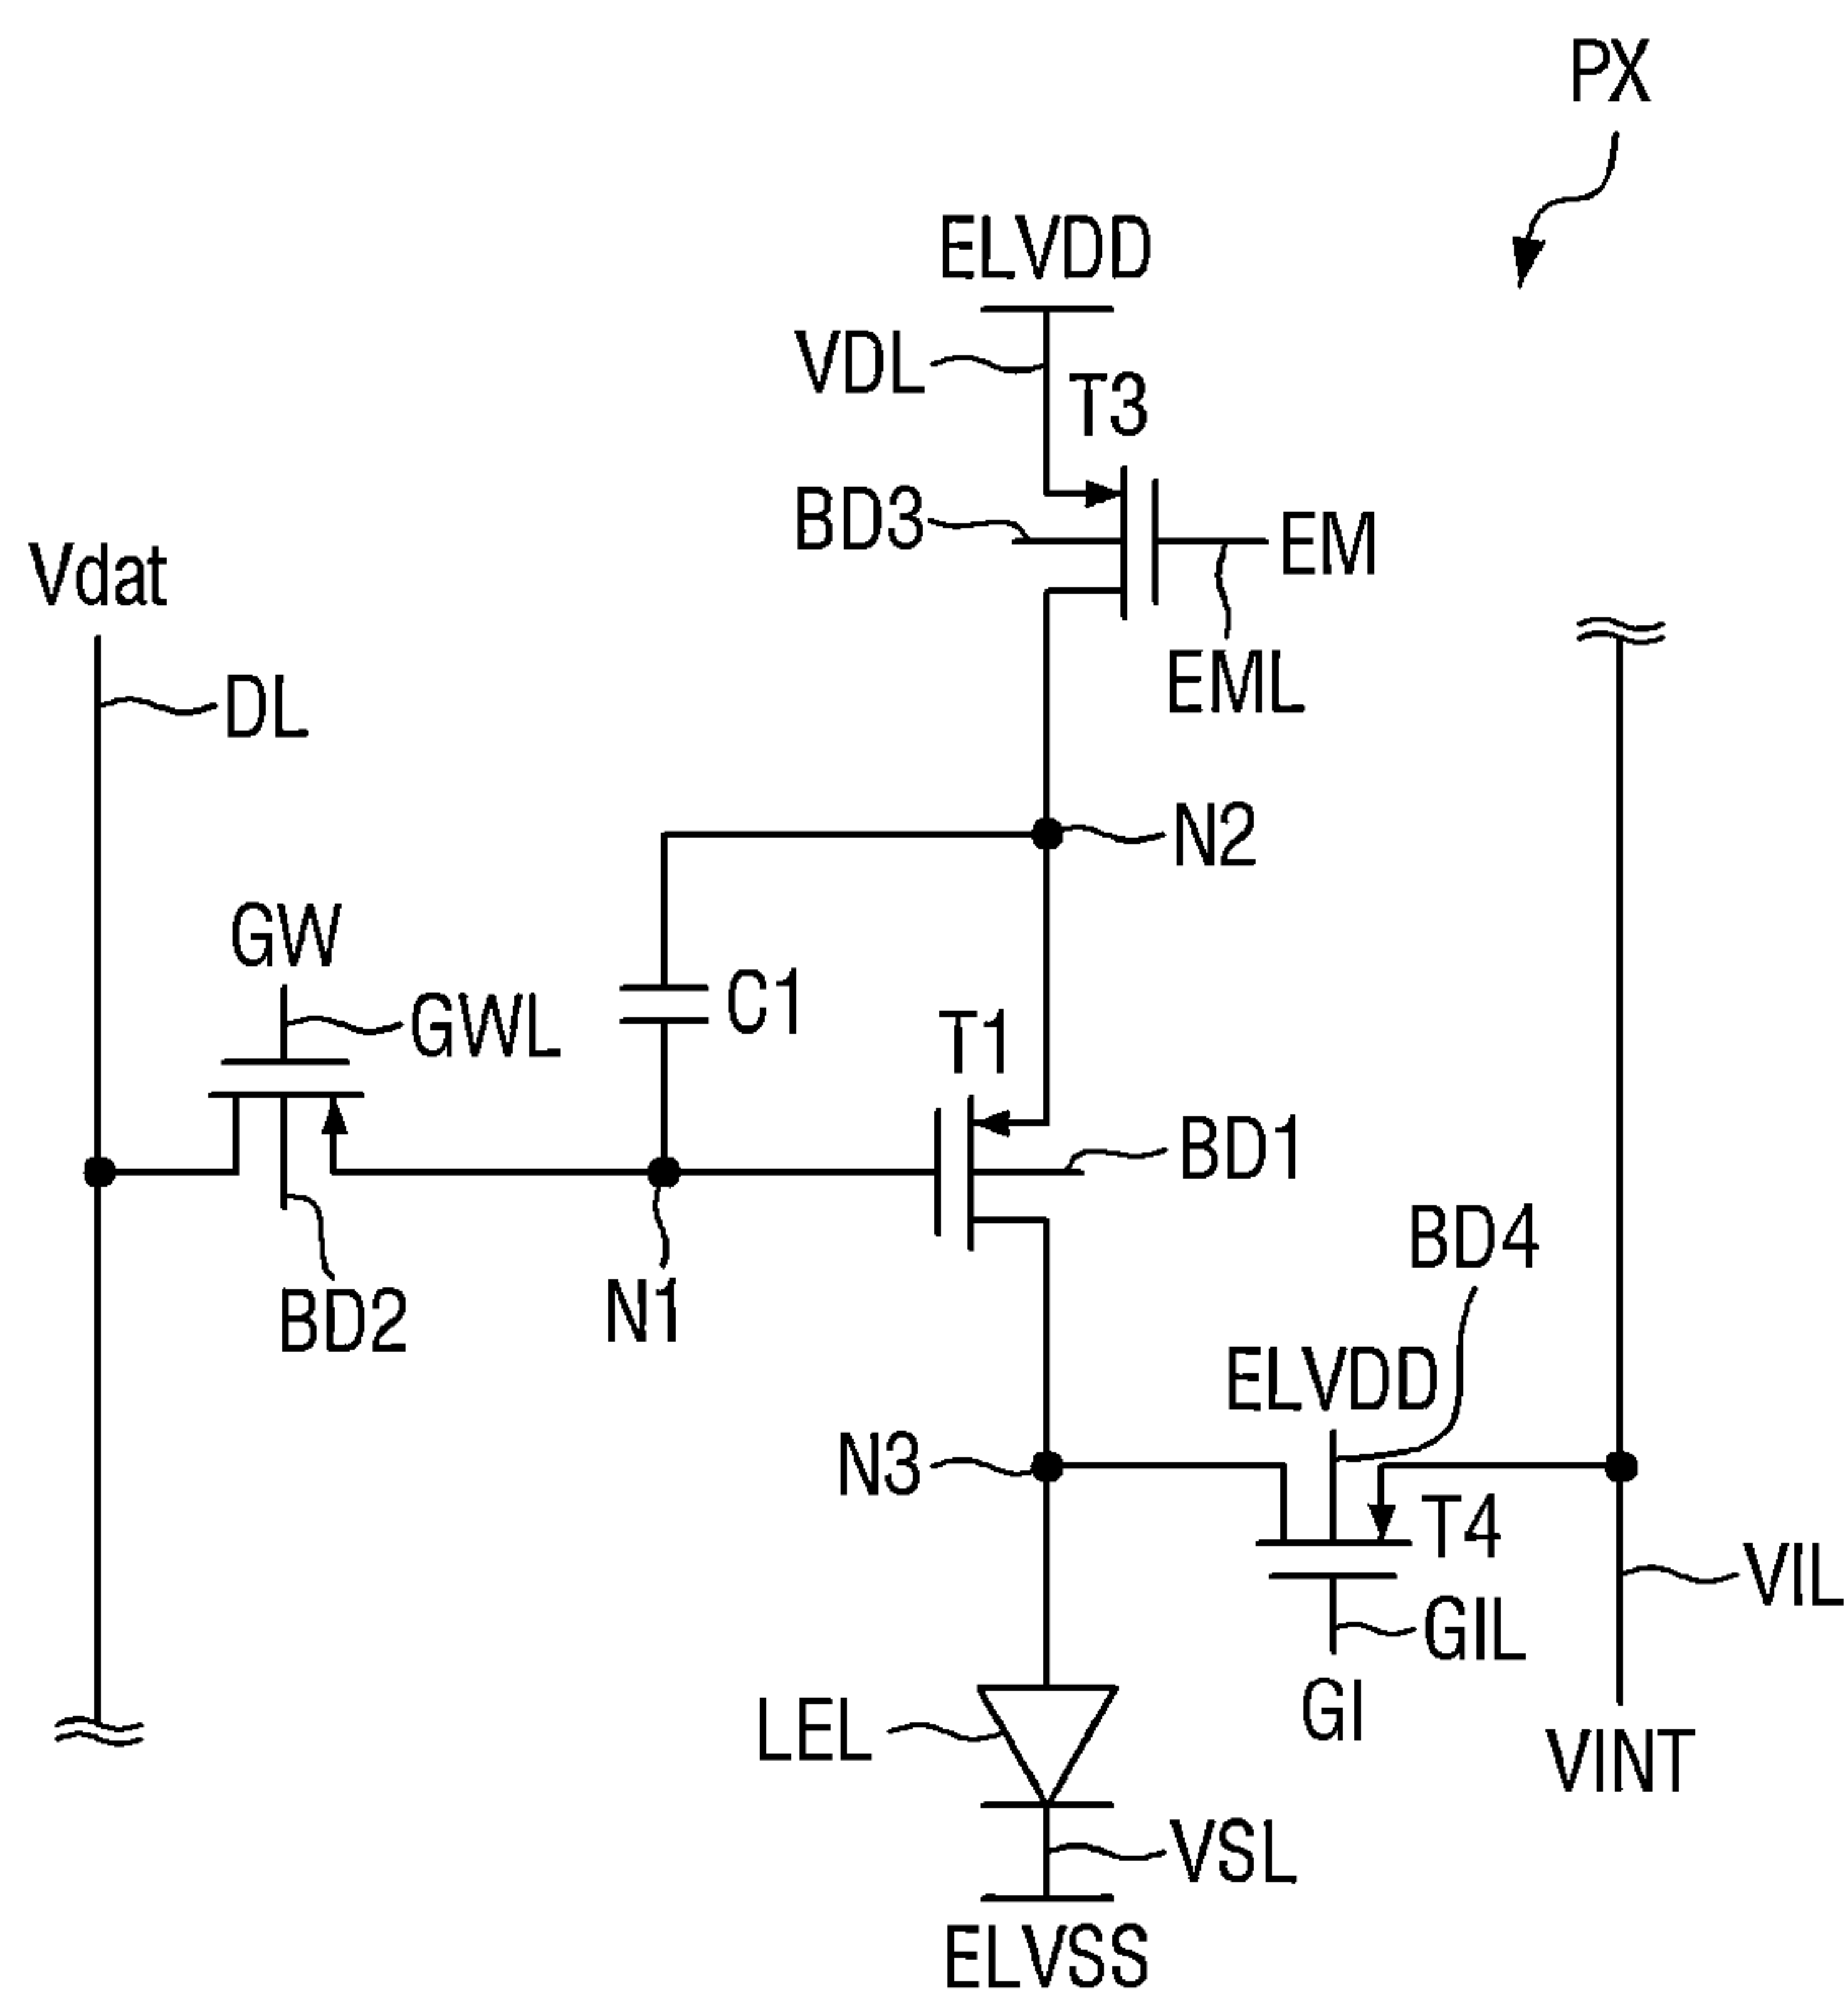 PX
ELVDD
VDL
T3
BD3
EM
Vdat
EML
DL
N2
GW
C1
GWL
T1
BD1
BD4
BD2
N1
ELVDD
N3
T4
VIL
GIL
GI
LEL
VINT
VSL
ELVSS